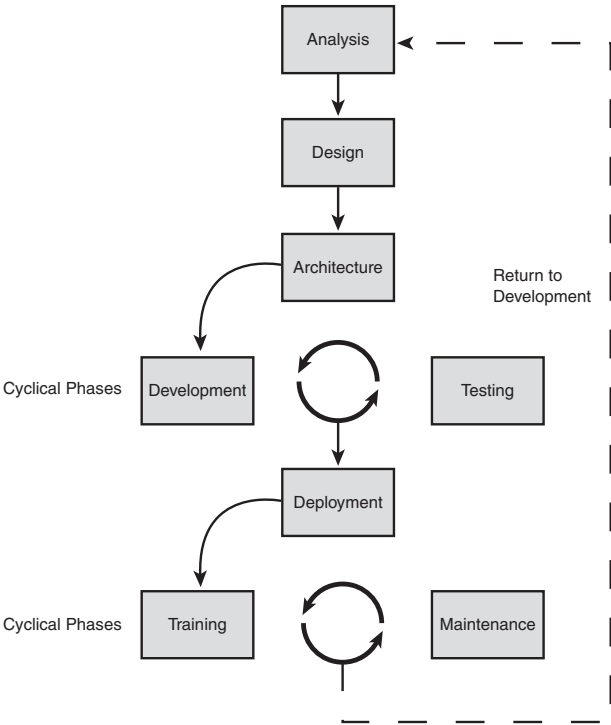 Analysis
Design
Architecture
Return to
Development
Cyclical Phases
Development
Testing
Deployment
Cyclical Phases
Training
Maintenance